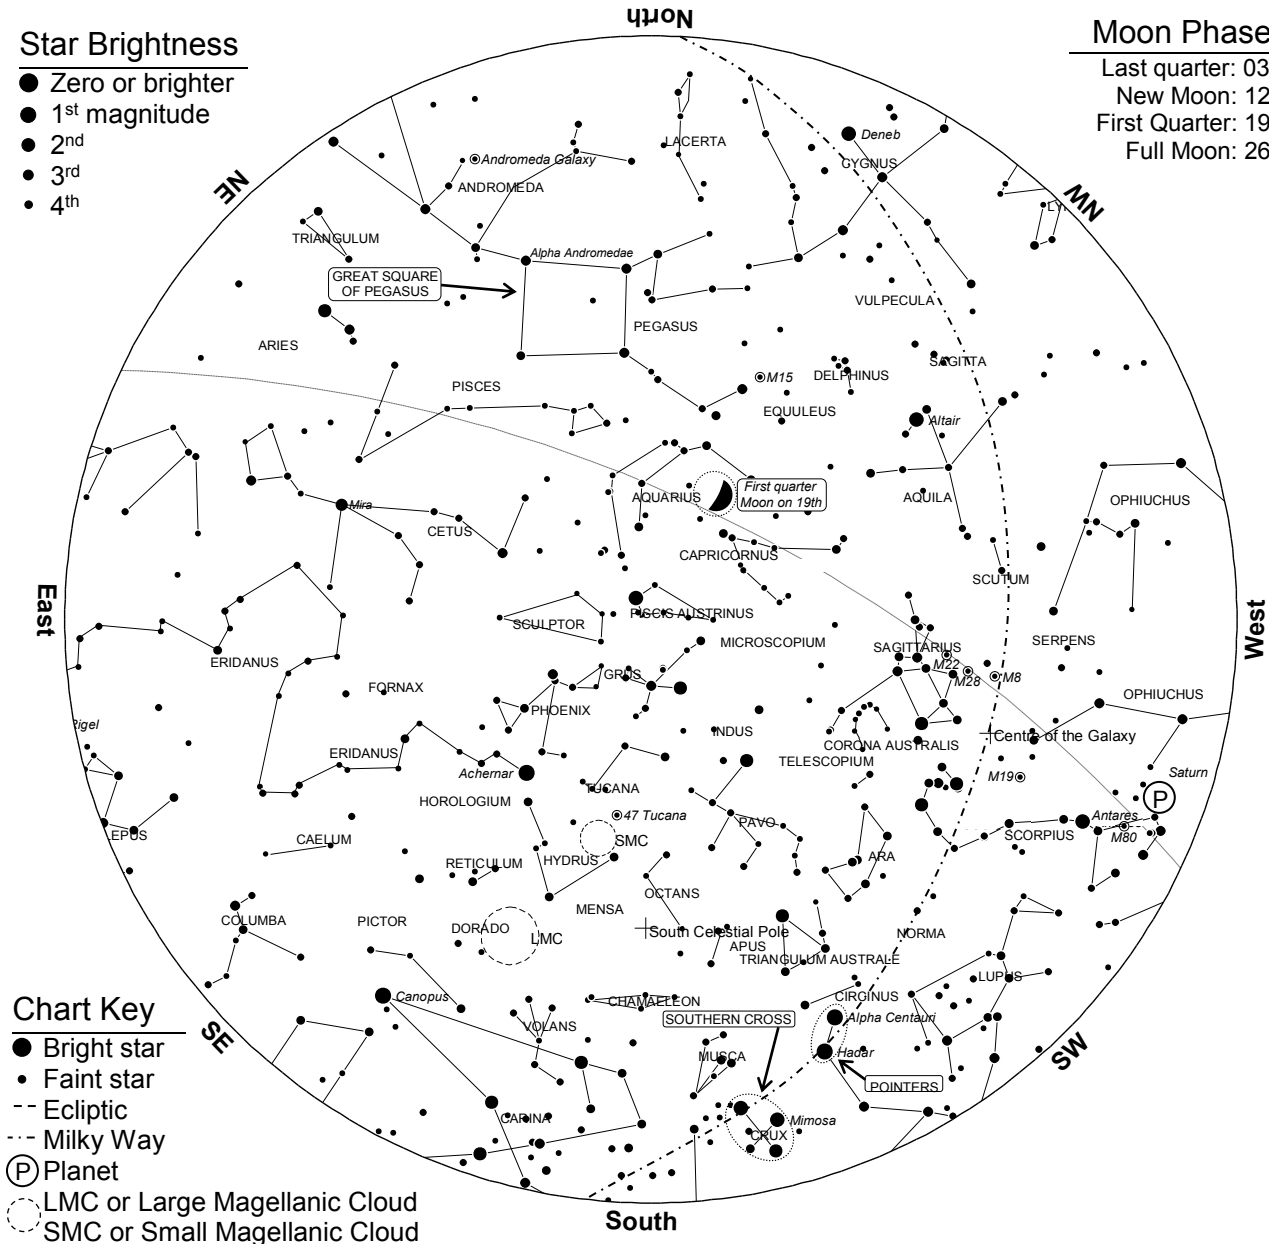 North
Star Brightness
Zero or brighter
1st magnitude
2nd
3rd
4th
Moon Phase
Last quarter: 03
New Moon: 12
First Quarter: 19
Full Moon: 26
NE
NW
LACERTA
Deneb
CYGNUS
Andromeda Galaxy
ANDROMEDA
LY
TRIANGULUM
Alpha Andromedae
GREAT SQUARE
OF PEGASUS
VULPECULA
PEGASUS
ARIES
SAGITTA
PISCES
M15
DELPHINUS
EQUULEUS
Altair
First quarter
Moon on 19th
AQUARIUS
AQUILA
OPHIUCHUS
Mira
CETUS
CAPRICORNUS
SCUTUM
East
West
PISCIS AUSTRINUS
SCULPTOR
MICROSCOPIUM
SAGITTARIUS
SERPENS
ERIDANUS
M22
M28
M8
GRUS
FORNAX
PHOENIX
OPHIUCHUS
Rigel
INDUS
CORONA AUSTRALIS
Centre of the Galaxy
ERIDANUS
TELESCOPIUM
Achernar
M19
Saturn
P
TUCANA
HOROLOGIUM
47 Tucana
PAVO
Antares
EPUS
CAELUM
SMC
SCORPIUS
M80
RETICULUM
HYDRUS
ARA
OCTANS
MENSA
COLUMBA
PICTOR
DORADO
LMC
South Celestial Pole
APUS
NORMA
TRIANGULUM AUSTRALE
LUPUS
Canopus
CHAMAELEON
CIRGINUS
VOLANS
SOUTHERN CROSS
Alpha Centauri
SE
SW
MUSCA
Hadar
POINTERS
CARINA
Mimosa
CRUX
South
Chart Key
Bright star
Faint star
Ecliptic
Milky Way
P Planet
LMC or Large Magellanic Cloud
SMC or Small Magellanic Cloud